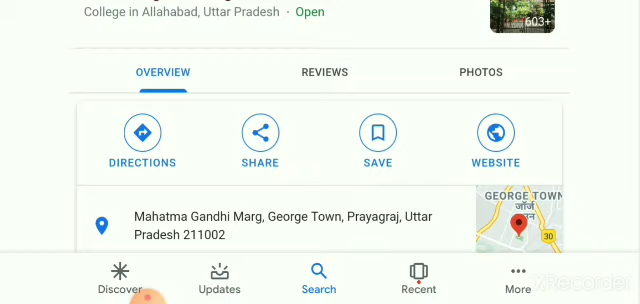 College in Allahabad, Uttar Pradesh · Open
603+
OVERVIEW
REVIEWS
PHOTOS
DIRECTIONS
SHARE
SAVE
WEBSITE
Mahatma Gandhi Marg, George Town, Prayagraj, Uttar
Pradesh 211002
GEORGE TOWN
जॉर्ज
टाउन
30
Discover
Updates
Search
Recent
More
XRecorder